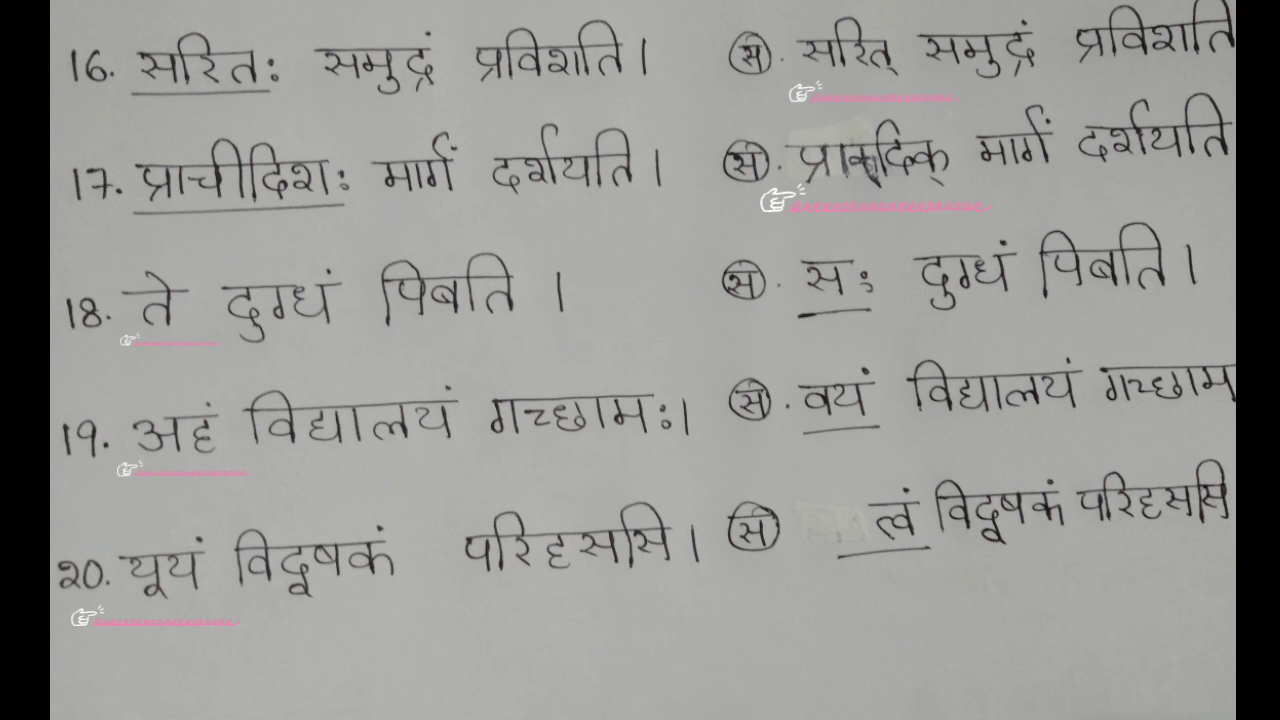 16. सरितः समुद्रं प्रविशति । स. सरित् समुद्रं प्रविशति
17. प्राचीदिशः मार्गं दर्शयति । स. प्राक्दिक् मार्गं दर्शयति
18. ते दुग्धं पिबति । स. सः दुग्धं पिबति ।
19. अहं विद्यालयं गच्छामः । स. वयं विद्यालयं गच्छाम
२०. यूयं विदूषकं परिहससि । स त्वं विदूषकं परिहससि